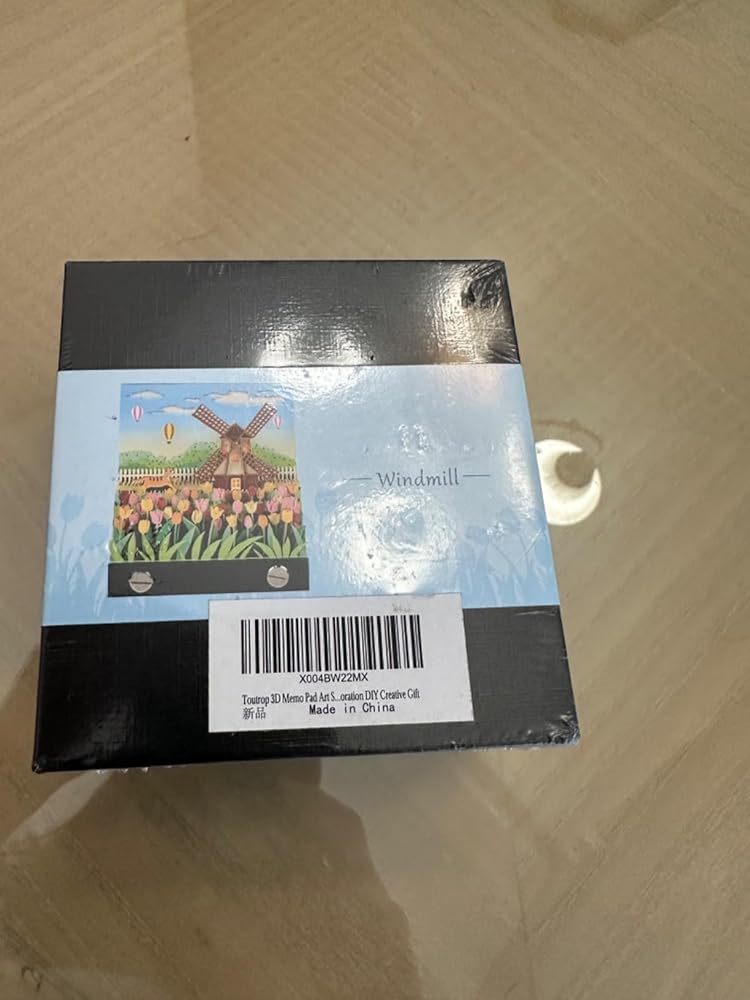 Windmill
X004BW22MX
Toutrop 3D Memo Pad Art S...oration DIY Creative Gift
新品
Made in China